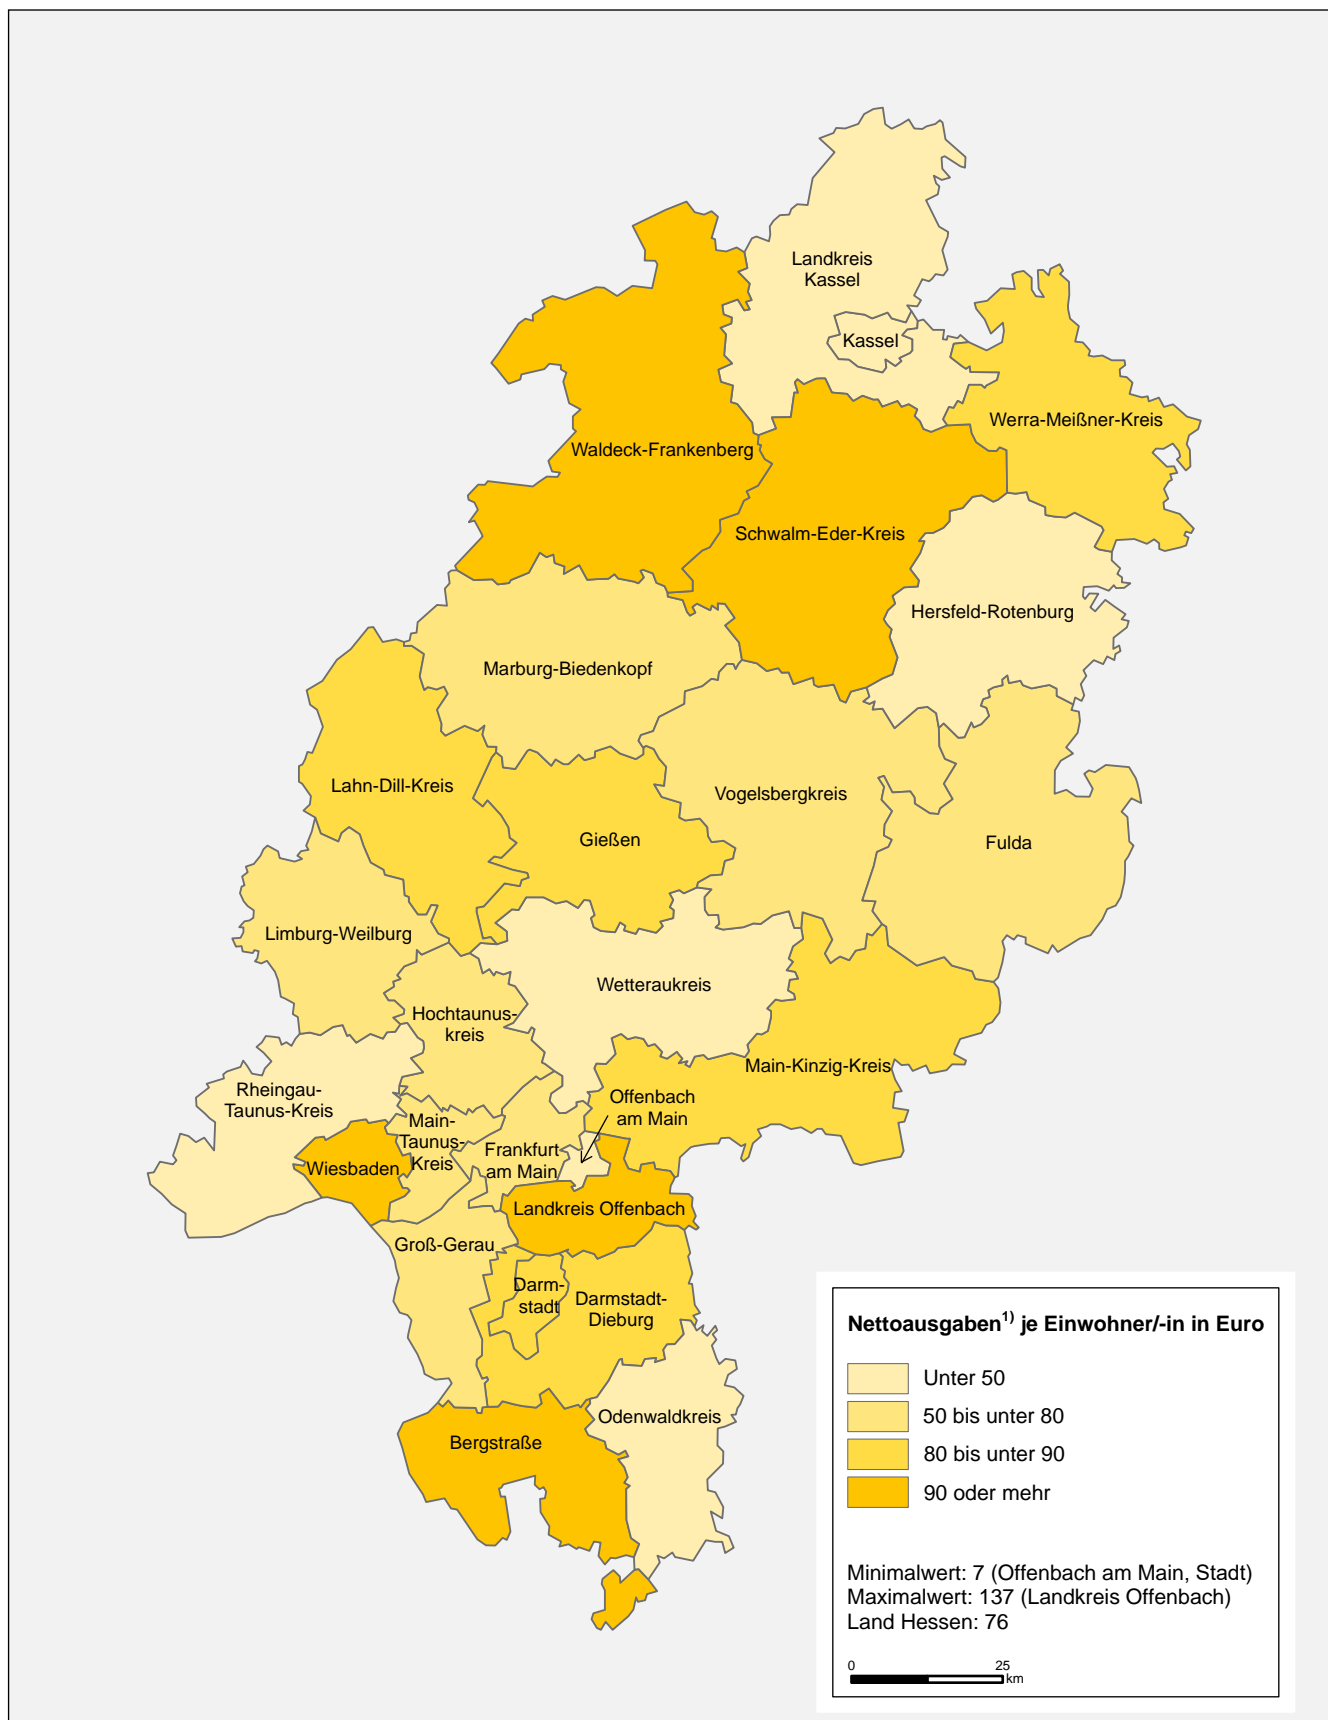 Landkreis
Kassel
Kassel
Werra-Meißner-Kreis
Waldeck-Frankenberg
Schwalm-Eder-Kreis
Hersfeld-Rotenburg
Marburg-Biedenkopf
Lahn-Dill-Kreis
Vogelsbergkreis
Gießen
Fulda
Limburg-Weilburg
Wetteraukreis
Hochtaunus-
kreis
Main-Kinzig-Kreis
Rheingau-
Taunus-Kreis
Offenbach
am Main
Main-
Taunus-
Kreis
Frankfurt
am Main
Wiesbaden
Landkreis Offenbach
Groß-Gerau
Darm-
stadt
Darmstadt-
Dieburg
Odenwaldkreis
Bergstraße
Nettoausgaben1) je Einwohner/-in in Euro
Unter 50
50 bis unter 80
80 bis unter 90
90 oder mehr
Minimalwert: 7 (Offenbach am Main, Stadt)
Maximalwert: 137 (Landkreis Offenbach)
Land Hessen: 76
0 25
km